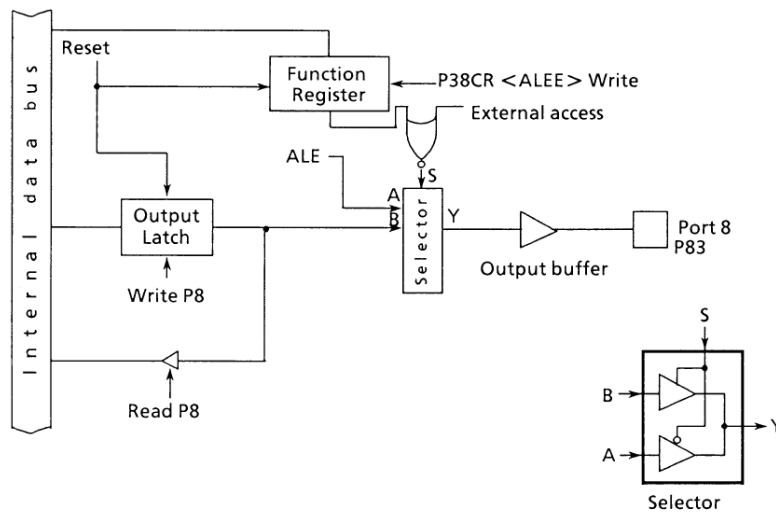 Internal data bus
Reset
Function
Register
P38CR <ALEE> Write
External access
ALE
S
A
B
Selector
Y
Output
Latch
Write P8
Output buffer
Port 8
P83
Read P8
S
B
A
Y
Selector